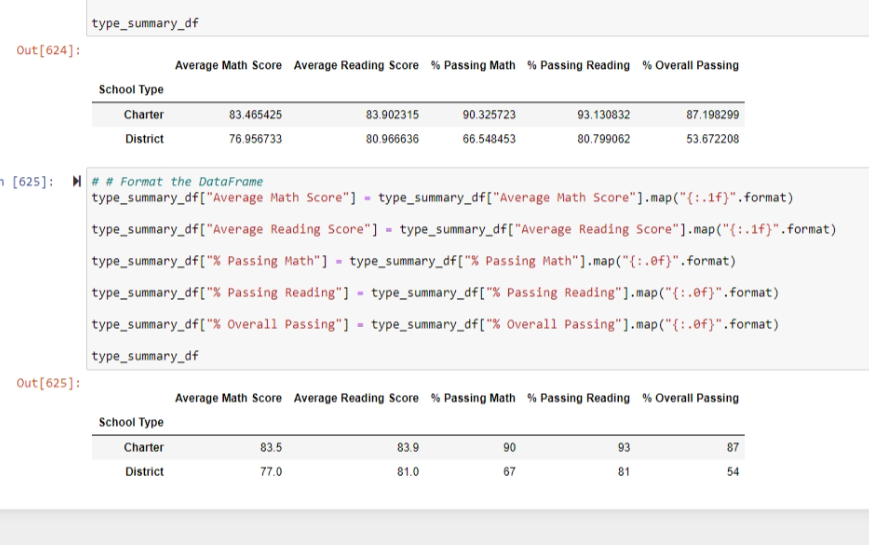 type_summary_df
Out[624]:
Average Math Score Average Reading Score % Passing Math % Passing Reading % Overall Passing
School Type
Charter 83.465425 83.902315 90.325723 93.130832 87.198299
District 76.956733 80.966636 66.548453 80.799062 53.672208
n [625]: # # Format the DataFrame
type_summary_df["Average Math Score"] = type_summary_df["Average Math Score"].map("{:.1f}".format)
type_summary_df["Average Reading Score"] = type_summary_df["Average Reading Score"].map("{:.1f}".format)
type_summary_df["% Passing Math"] = type_summary_df["% Passing Math"].map("{:.0f}".format)
type_summary_df["% Passing Reading"] = type_summary_df["% Passing Reading"].map("{:.0f}".format)
type_summary_df["% Overall Passing"] = type_summary_df["% Overall Passing"].map("{:.0f}".format)
type_summary_df
Out[625]:
Average Math Score Average Reading Score % Passing Math % Passing Reading % Overall Passing
School Type
Charter 83.5 83.9 90 93 87
District 77.0 81.0 67 81 54